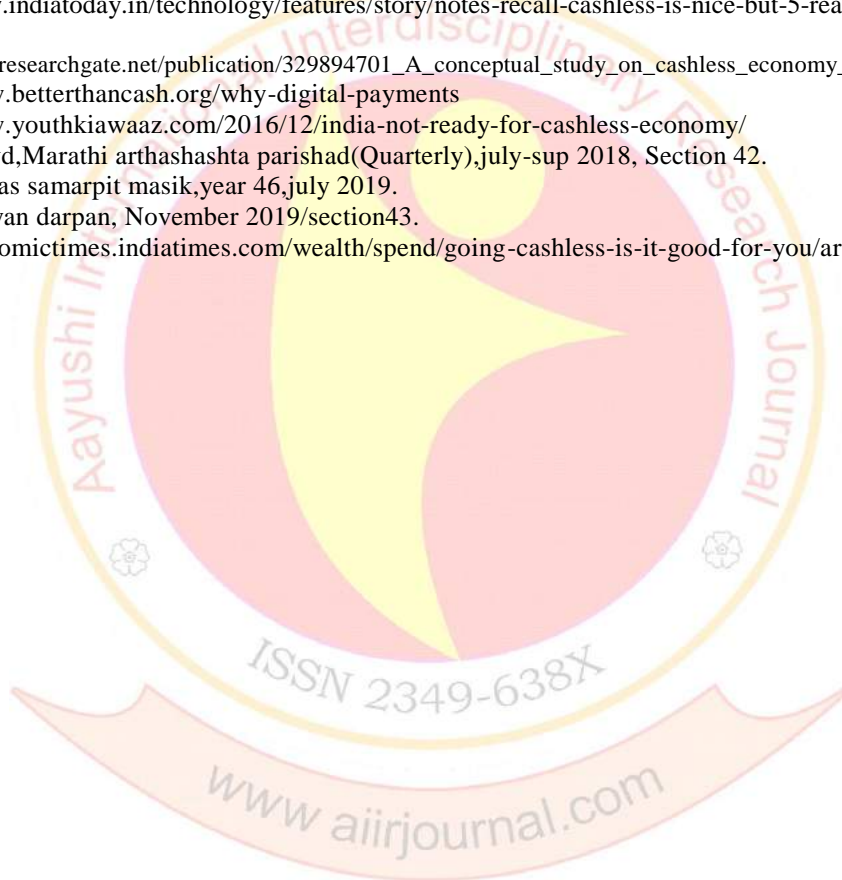 .indiatoday.in/technology/features/story/notes-recall-cashless-is-nice-but-5-rea
researchgate.net/publication/329894701_A_conceptual_study_on_cashless_economy_
.betterthancash.org/why-digital-payments
.youthkiawaaz.com/2016/12/india-not-ready-for-cashless-economy/
d,Marathi arthashashta parishad(Quarterly),july-sup 2018, Section 42.
as samarpit masik,year 46,july 2019.
an darpan, November 2019/section43.
omictimes.indiatimes.com/wealth/spend/going-cashless-is-it-good-for-you/ar
Aayushi International Interdisciplinary Research Journal
ISSN 2349-638X
www.aiirjournal.com